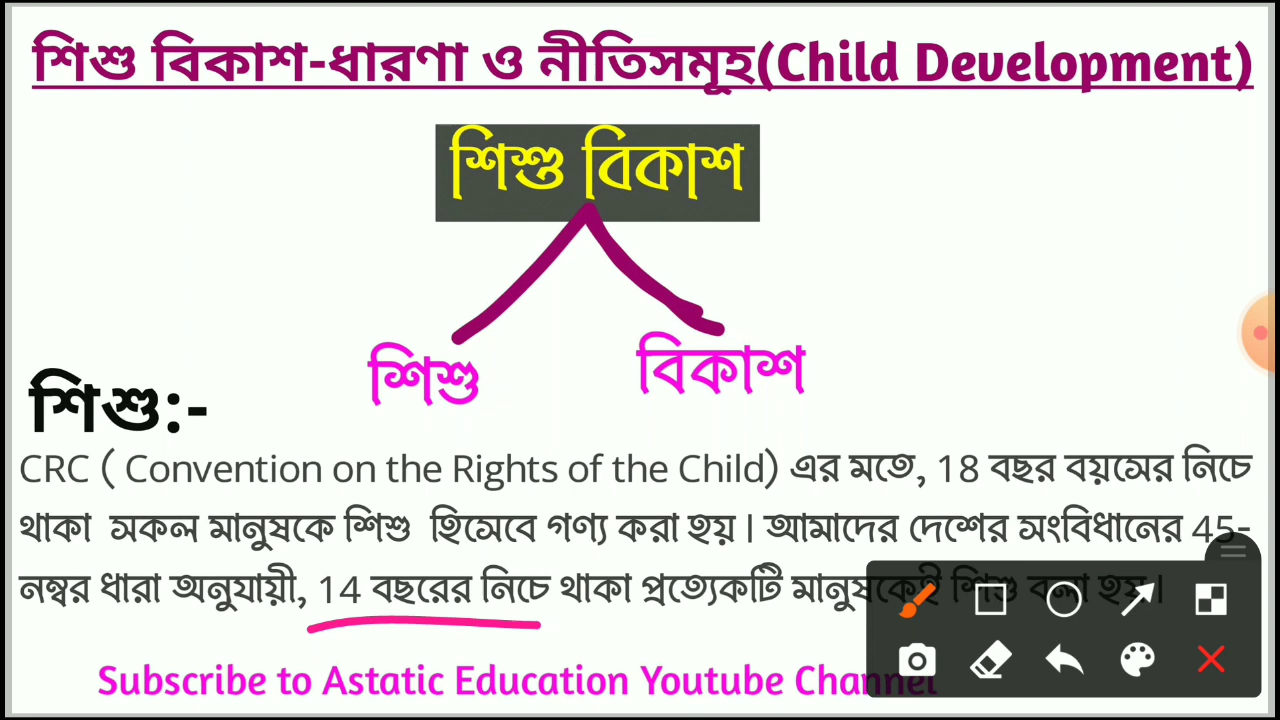 শিশু বিকাশ-ধারণা ও নীতিসমূহ(Child Development)
শিশু বিকাশ
শিশু
বিকাশ
শিশু:-
CRC ( Convention on the Rights of the Child) এর মতে, 18 বছর বয়সের নিচে
থাকা সকল মানুষকে শিশু হিসেবে গণ্য করা হয়। আমাদের দেশের সংবিধানের 45-
নম্বর ধারা অনুযায়ী, 14 বছরের নিচে থাকা প্রত্যেকটি মানুষকেই শিশু বলা হয়।
Subscribe to Astatic Education Youtube Channel